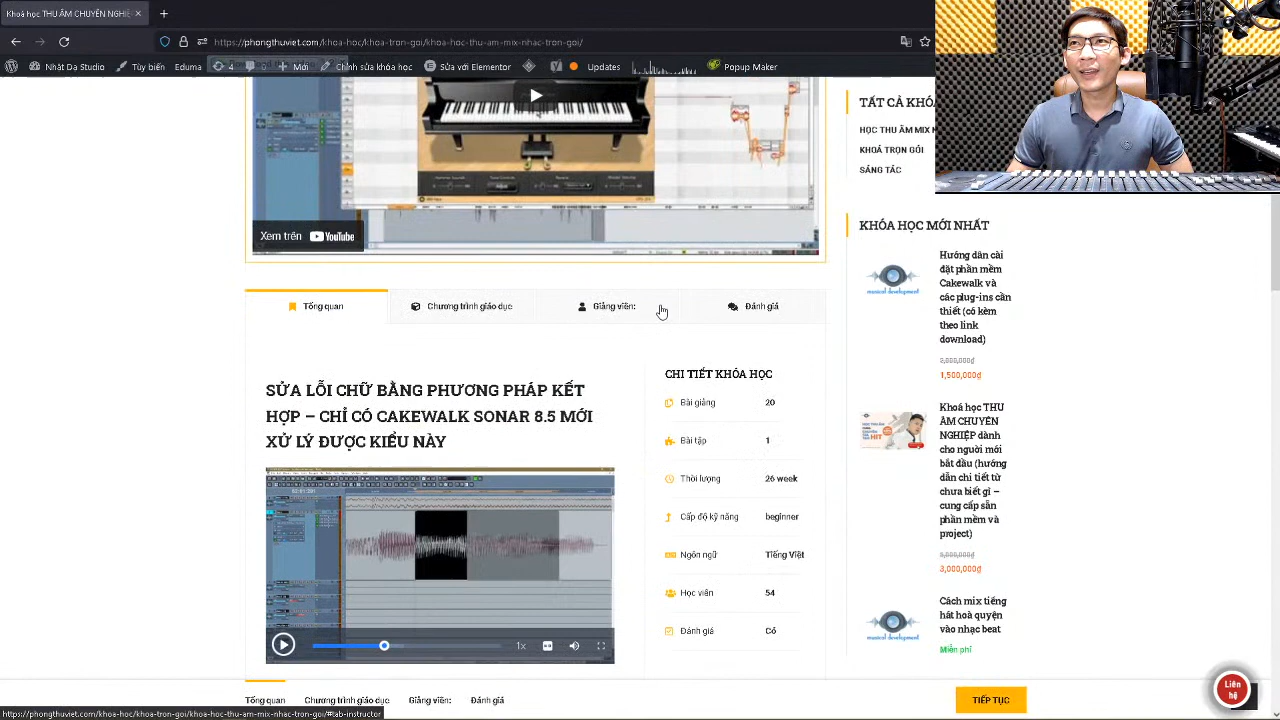 Khoá học THU ÂM CHUYÊN NG
https://phongthuviet.com/khoa-hoc/khoa-tron-goi/khoa-hoc-thu-am-mix-nhac-tron-goi/
Nhật Dạ Studio
Tùy biến
Eduma
4
Mới
Chỉnh sửa khóa học
Sửa với Elementor
Updates
Popup Maker
TẤT CẢ KHÓA
HỌC THU ÂM MIX N
KHOÁ TRỌN GÓI
SÁNG TÁC
Xem trên YouTube
KHÓA HỌC MỚI NHẤT
Hướng dẫn cài
đặt phần mềm
Cakewalk và
các plug-ins cần
thiết (có kèm
theo link
download)
1,500,000₫
Tổng quan
Chương trình giáo dục
Giảng viên:
Đánh giá
SỬA LỖI CHỮ BẰNG PHƯƠNG PHÁP KẾT
HỢP – CHỈ CÓ CAKEWALK SONAR 8.5 MỚI
XỬ LÝ ĐƯỢC KIỂU NÀY
CHI TIẾT KHÓA HỌC
Bài giảng 20
Bài tập 1
Thời lượng week
Cấp độ beginner
Ngôn ngữ Tiếng Việt
Học
Đánh giá Có
Khoá học THU
ÂM CHUYÊN
NGHIỆP dành
cho người mới
bắt đầu (hướng
dẫn chi tiết từ
chưa biết gì –
cung cấp sẵn
phần mềm và
project)
5,000,000₫
3,000,000₫
Cách mix tiếng
hát hoà quyện
vào nhạc beat
Miễn phí
1x
Tổng quan
Chương trình giáo dục
Giảng viên:
Đánh giá
TIẾP TỤC
Liên
hệ
https://phongthuviet.com/khoa-hoc/khoa-tron-goi/khoa-hoc-thu-am-mix-nhac-tron-goi/#tab-instructor